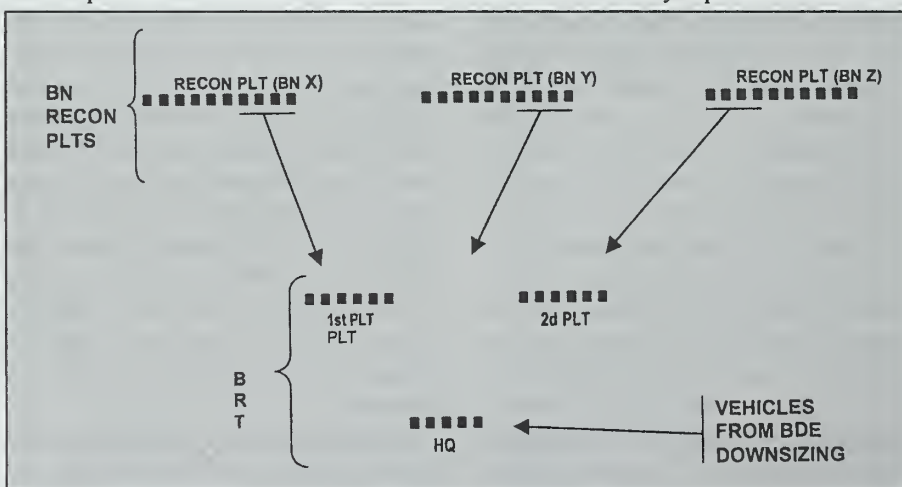 BN
RECON
PLTS
RECON PLT (BN X)
RECON PLT (BN Y)
RECON PLT (BN Z)
1st PLT
PLT
2d PLT
B
R
T
HQ
VEHICLES
FROM BDE
DOWNSIZING